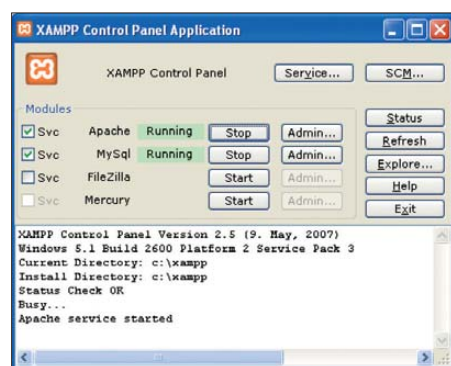 XAMPP Control Panel Application
XAMPP Control Panel Service... SCM...
Modules
Svc Apache Running Stop Admin...
Svc MySql Running Stop Admin...
Svc FileZilla Start Admin...
Svc Mercury Start Admin...
Status
Refresh
Explore...
Help
Exit
XAMPP Control Panel Version 2.5 (9. May, 2007)
Windows 5.1 Build 2600 Platform 2 Service Pack 3
Current Directory: c:\xampp
Install Directory: c:\xampp
Status Check OK
Busy...
Apache service started